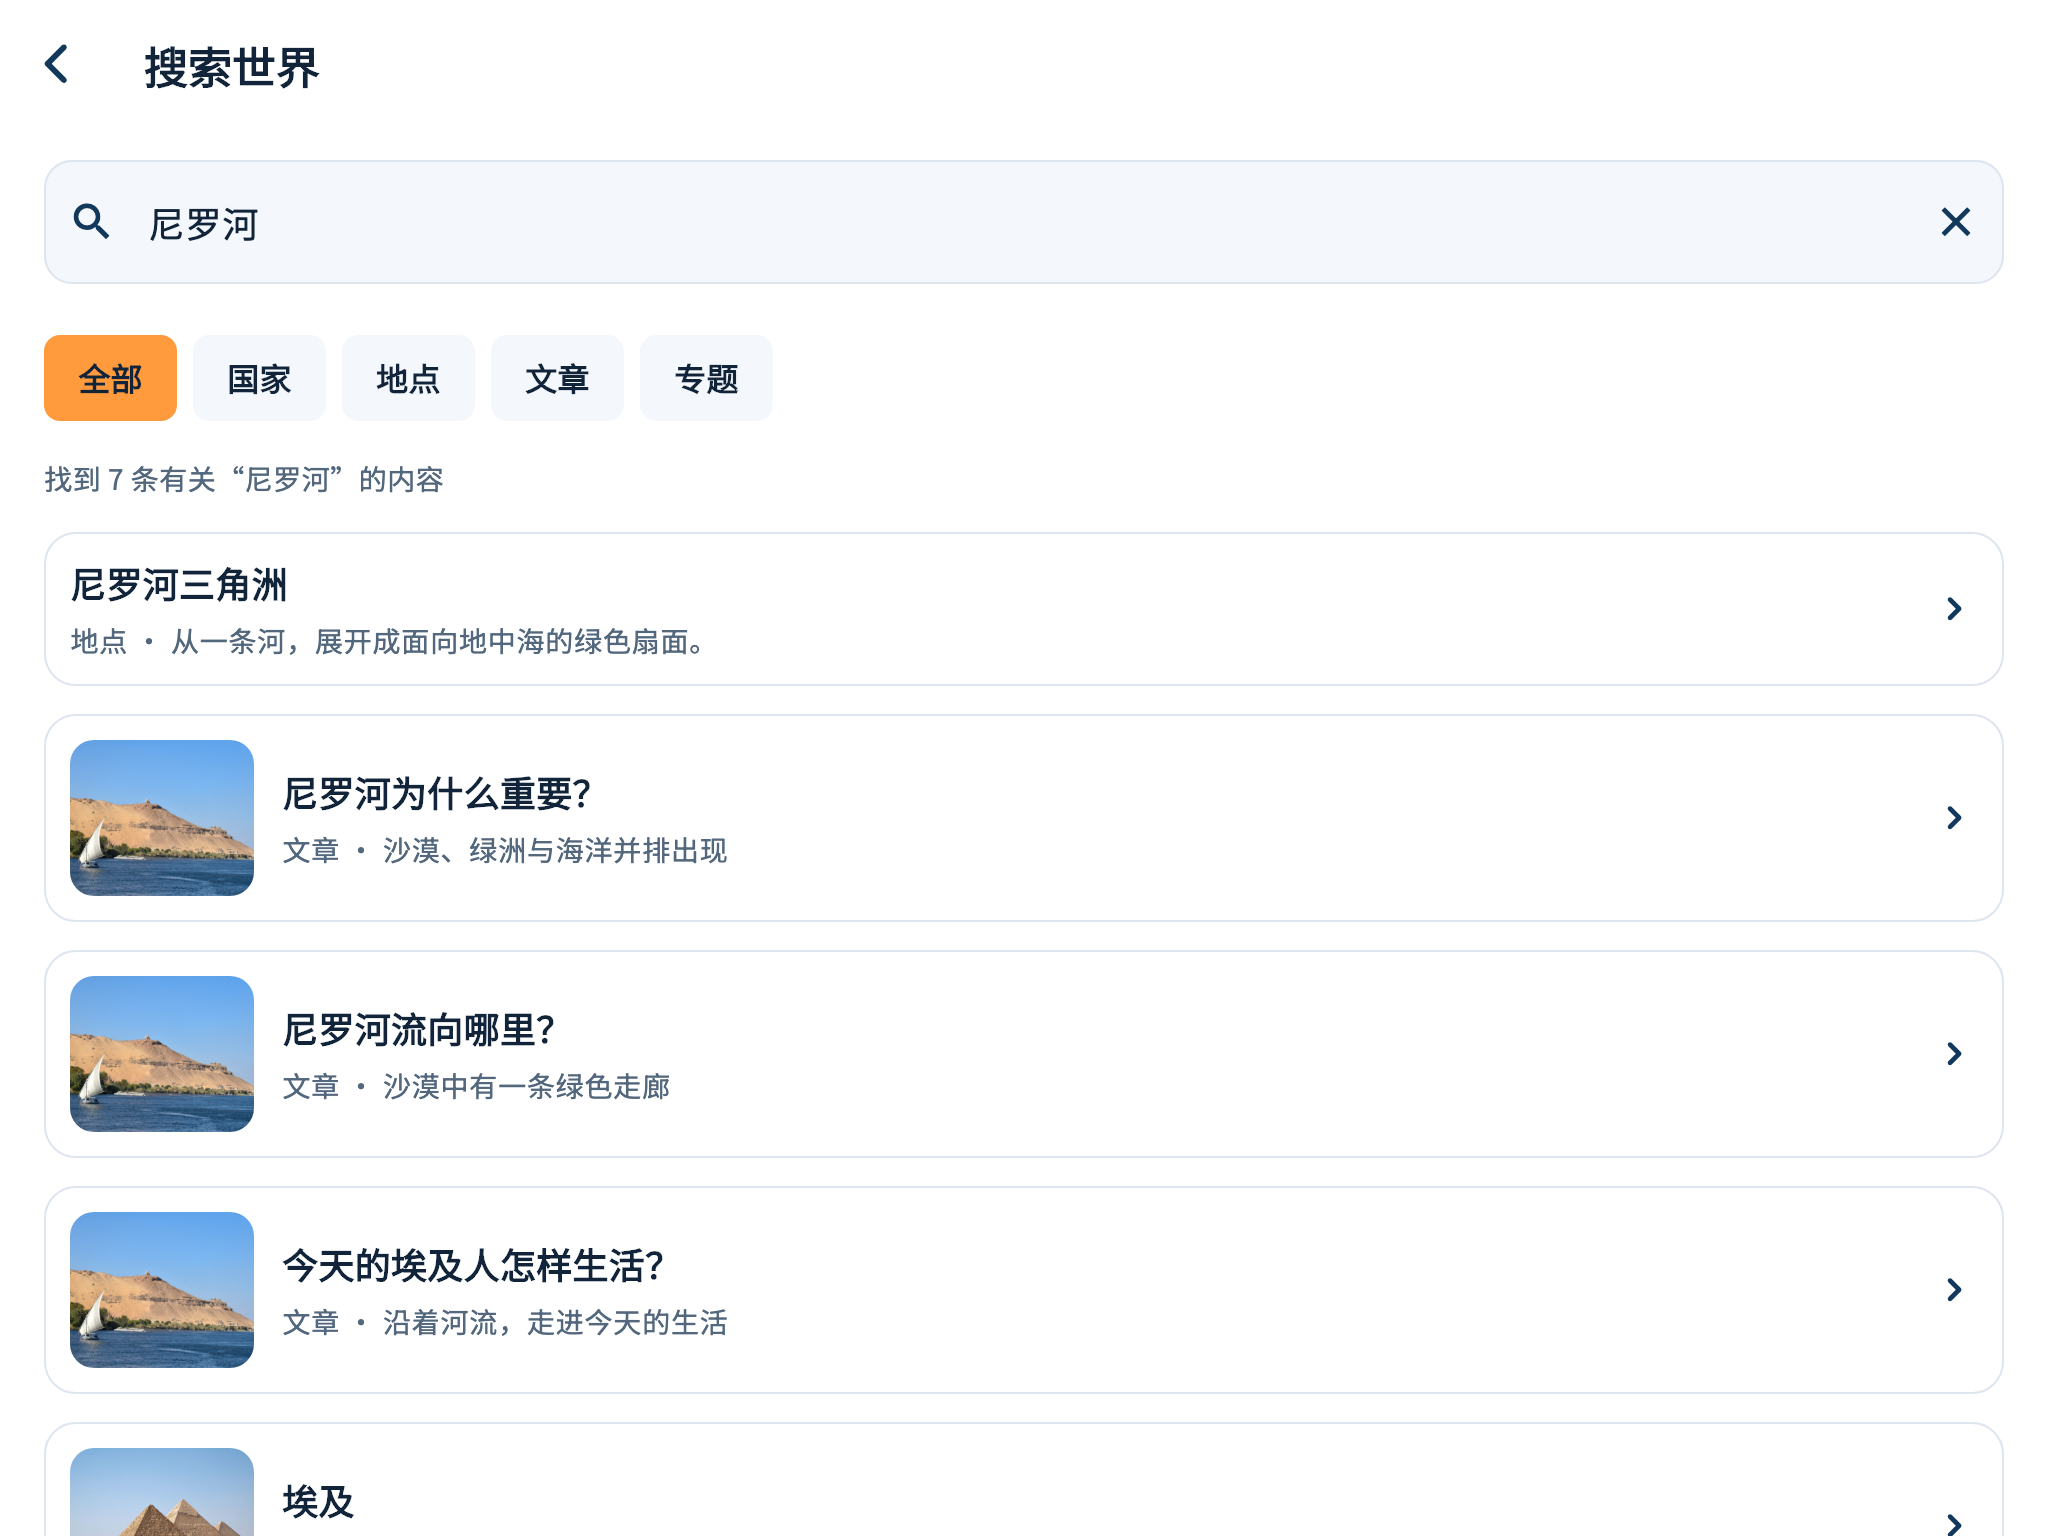 搜索世界
尼罗河
全部 国家 地点 文章 专题
找到 7 条有关“尼罗河”的内容
尼罗河三角洲
地点 · 从一条河，展开成面向地中海的绿色扇面。
尼罗河为什么重要？
文章 · 沙漠、绿洲与海洋并排出现
尼罗河流向哪里？
文章 · 沙漠中有一条绿色走廊
今天的埃及人怎样生活？
文章 · 沿着河流，走进今天的生活
埃及